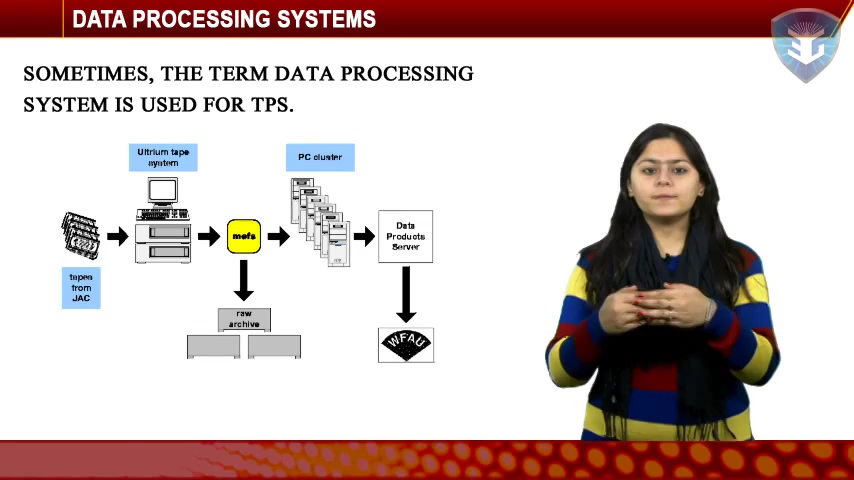 DATA PROCESSING SYSTEMS
SOMETIMES, THE TERM DATA PROCESSING
SYSTEM IS USED FOR TPS.
Ultrium tape
system
PC cluster
mefs
Data
Products
Server
tapes
from
JAC
raw
archive
WFAU